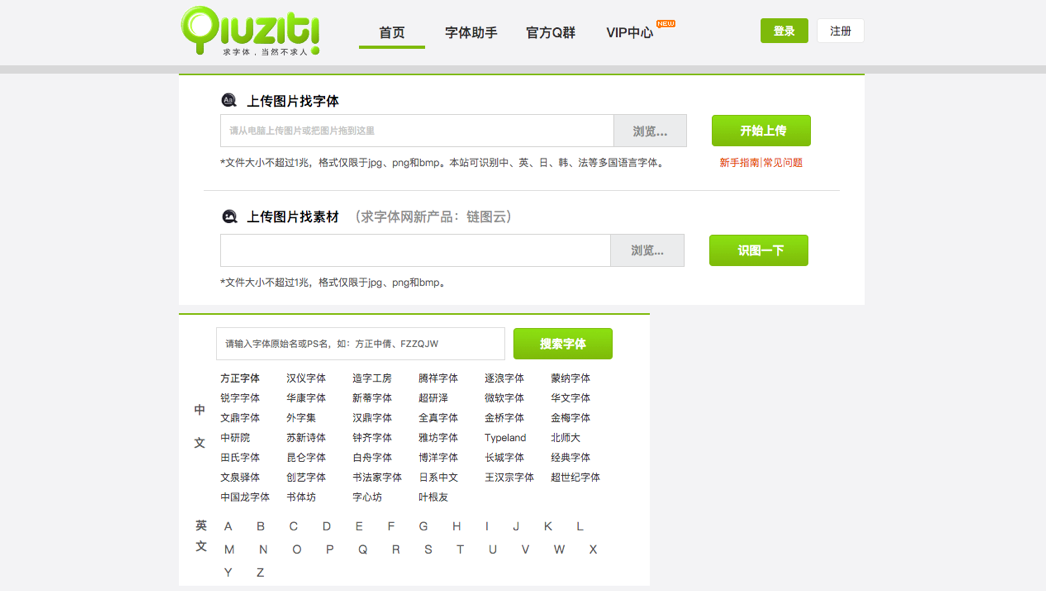 Qiuziti
求字体，当然不求人
首页 字体助手 官方Q群 VIP中心 NEW 登录 注册
上传图片找字体
请从电脑上传图片或把图片拖到这里 浏览... 开始上传
*文件大小不超过1兆，格式仅限于jpg、png和bmp。本站可识别中、英、日、韩、法等多国语言字体。 新手指南|常见问题
上传图片找素材 （求字体网新产品：链图云）
浏览... 识图一下
*文件大小不超过1兆，格式仅限于jpg、png和bmp。
请输入字体原始名或PS名，如：方正中倩、FZZQJW 搜索字体
中文
方正字体 汉仪字体 造字工房 腾祥字体 逐浪字体 蒙纳字体
锐字字体 华康字体 新蒂字体 超研泽 微软字体 华文字体
文鼎字体 外字集 汉鼎字体 全真字体 金桥字体 金梅字体
中研院 苏新诗体 钟齐字体 雅坊字体 Typeland 北师大
田氏字体 昆仑字体 白舟字体 博洋字体 长城字体 经典字体
文泉驿体 创艺字体 书法家字体 日系中文 王汉宗字体 超世纪字体
中国龙字体 书体坊 字心坊 叶根友
英文
A B C D E F G H I J K L
M N O P Q R S T U V W X
Y Z